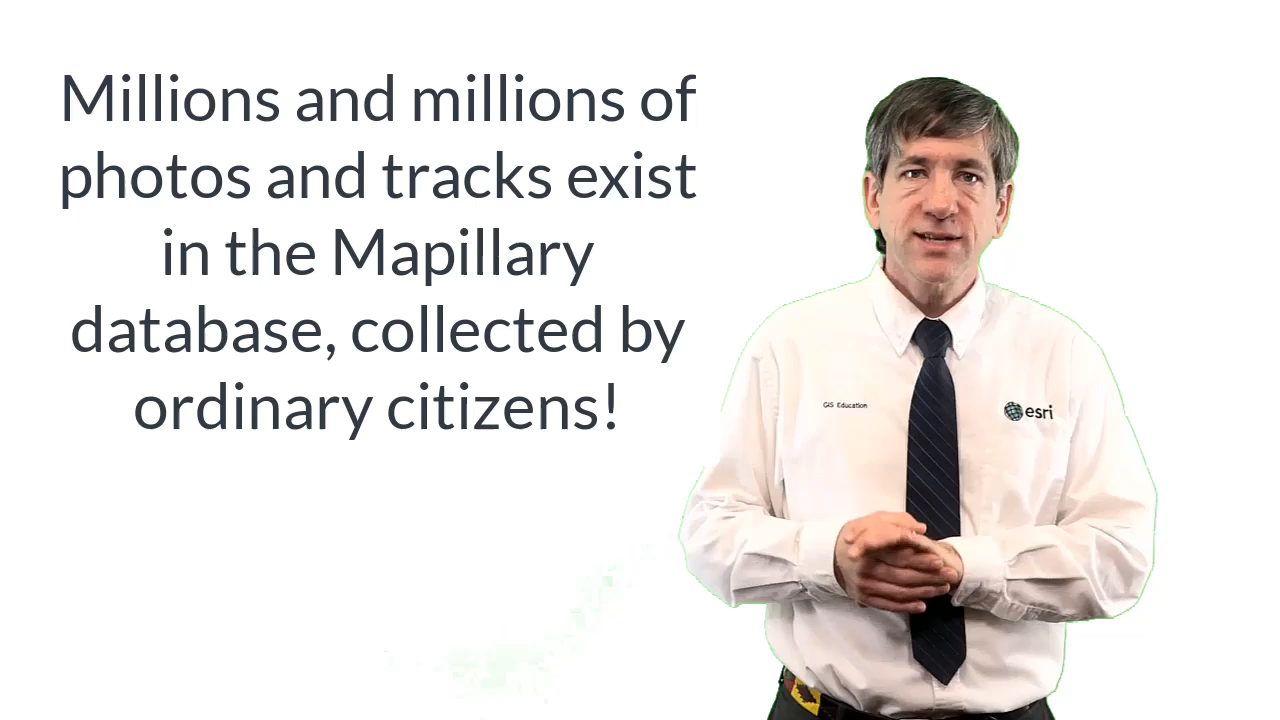 Millions and millions of
photos and tracks exist
in the Mapillary
database, collected by
ordinary citizens!
GIS Education
esri